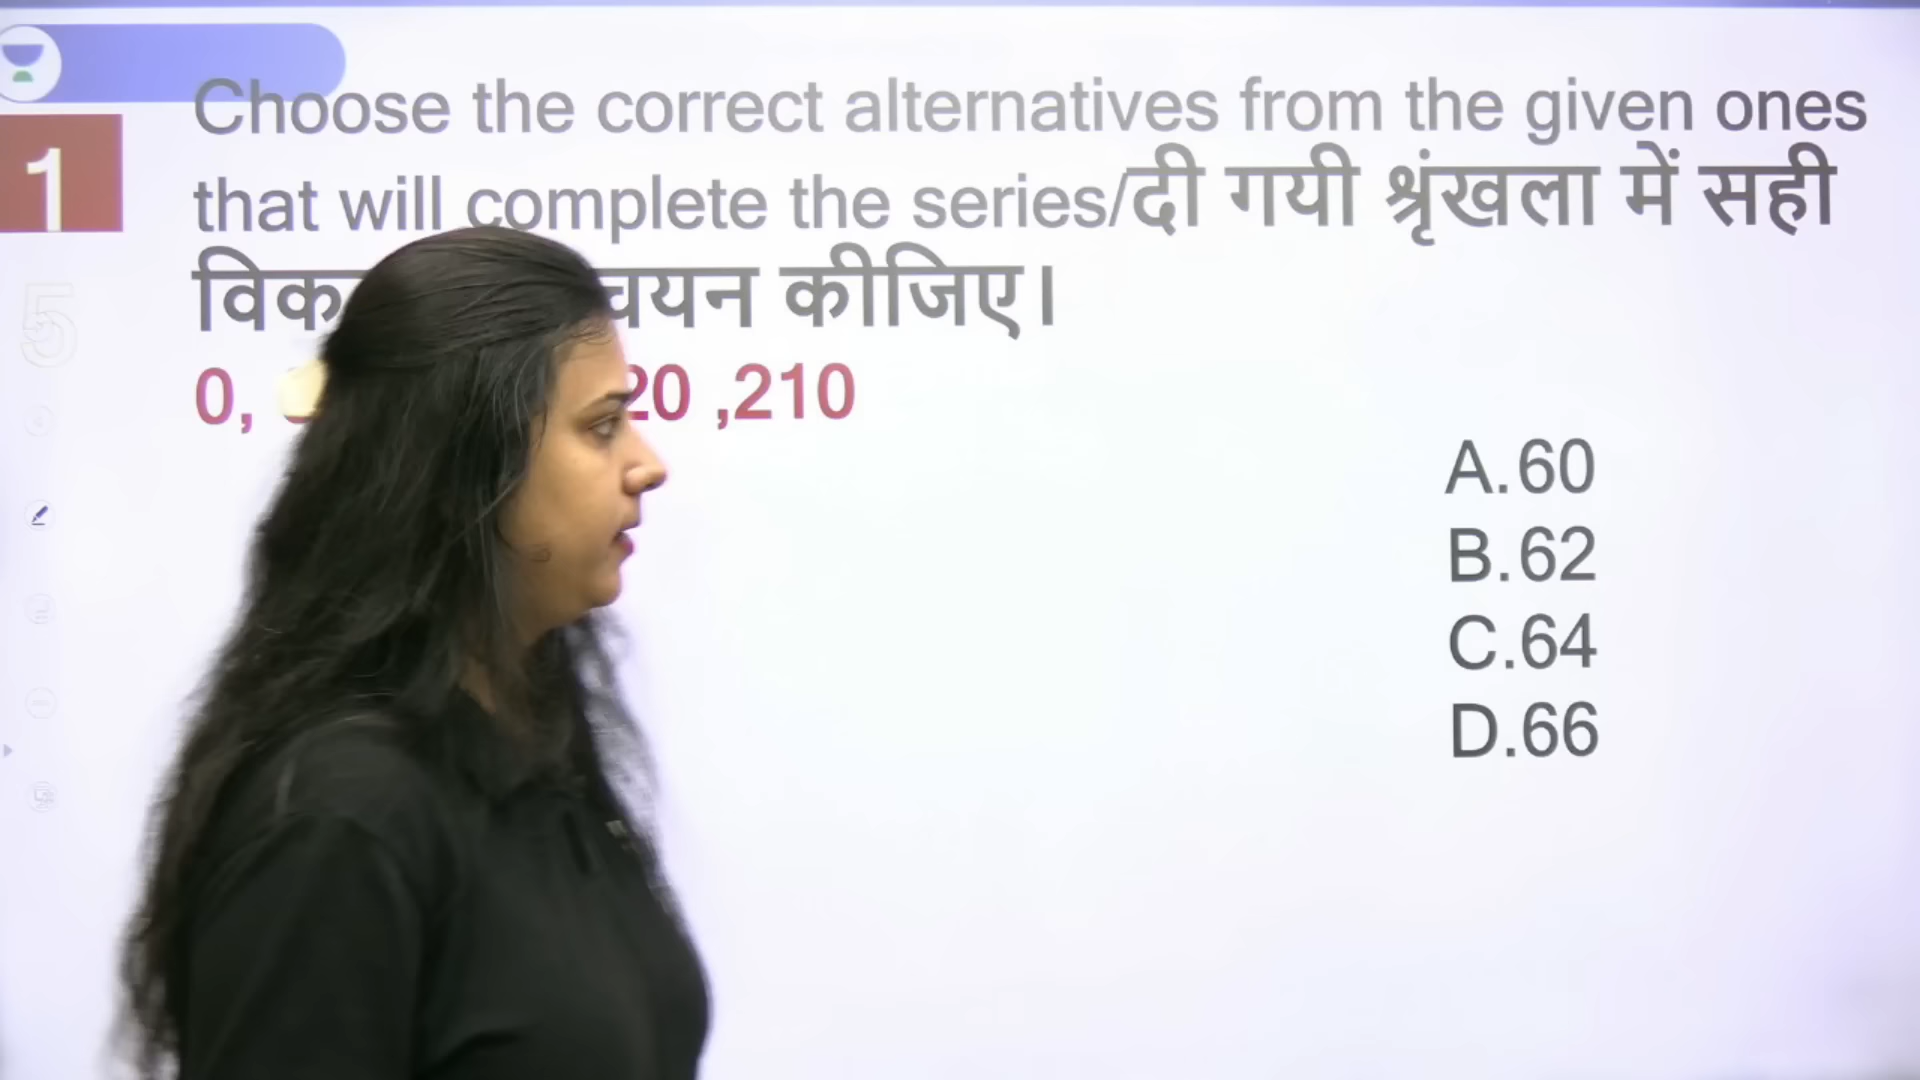 Choose the correct alternatives from the given ones
1
that will complete the series/दी गयी श्रृंखला में सही
चयन कीजिए।
5
0, 20 ,210
A.60
B.62
C.64
D.66